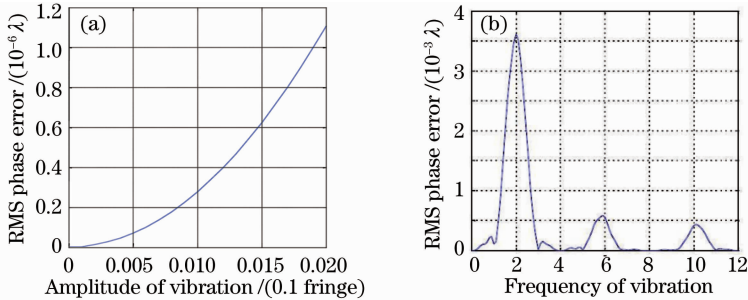 (a)
RMS phase error /(10⁻⁶ λ)
1.2
1.0
0.8
0.6
0.4
0.2
0
0 0.005 0.010 0.015 0.020
Amplitude of vibration /(0.1 fringe)
(b)
RMS phase error /(10⁻³ λ)
4
3
2
1
0
0 2 4 6 8 10 12
Frequency of vibration